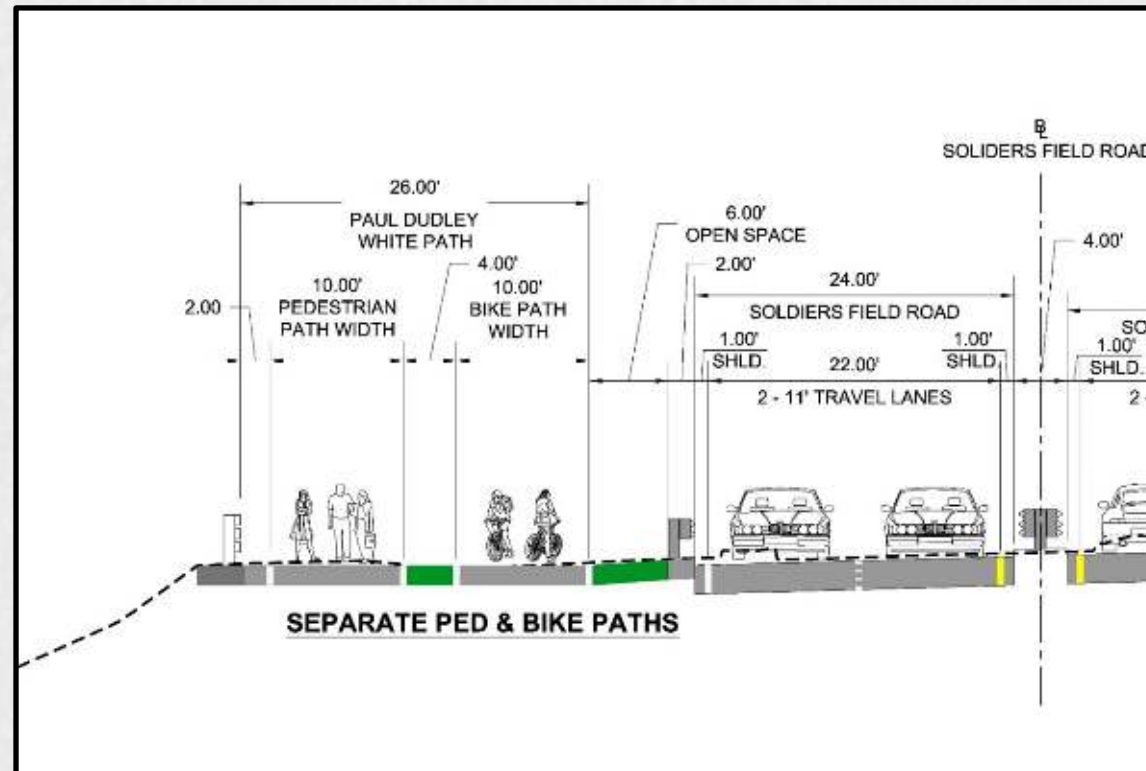 ℄
SOLIDERS FIELD ROAD
26.00'
PAUL DUDLEY
WHITE PATH
6.00'
OPEN SPACE
4.00'
4.00'
2.00'
10.00'
PEDESTRIAN
PATH WIDTH
10.00'
BIKE PATH
WIDTH
2.00
24.00'
SOLDIERS FIELD ROAD
SO
1.00'
SHLD.
22.00'
1.00'
SHLD.
1.00'
SHLD.
2 - 11' TRAVEL LANES
2 -
SEPARATE PED & BIKE PATHS